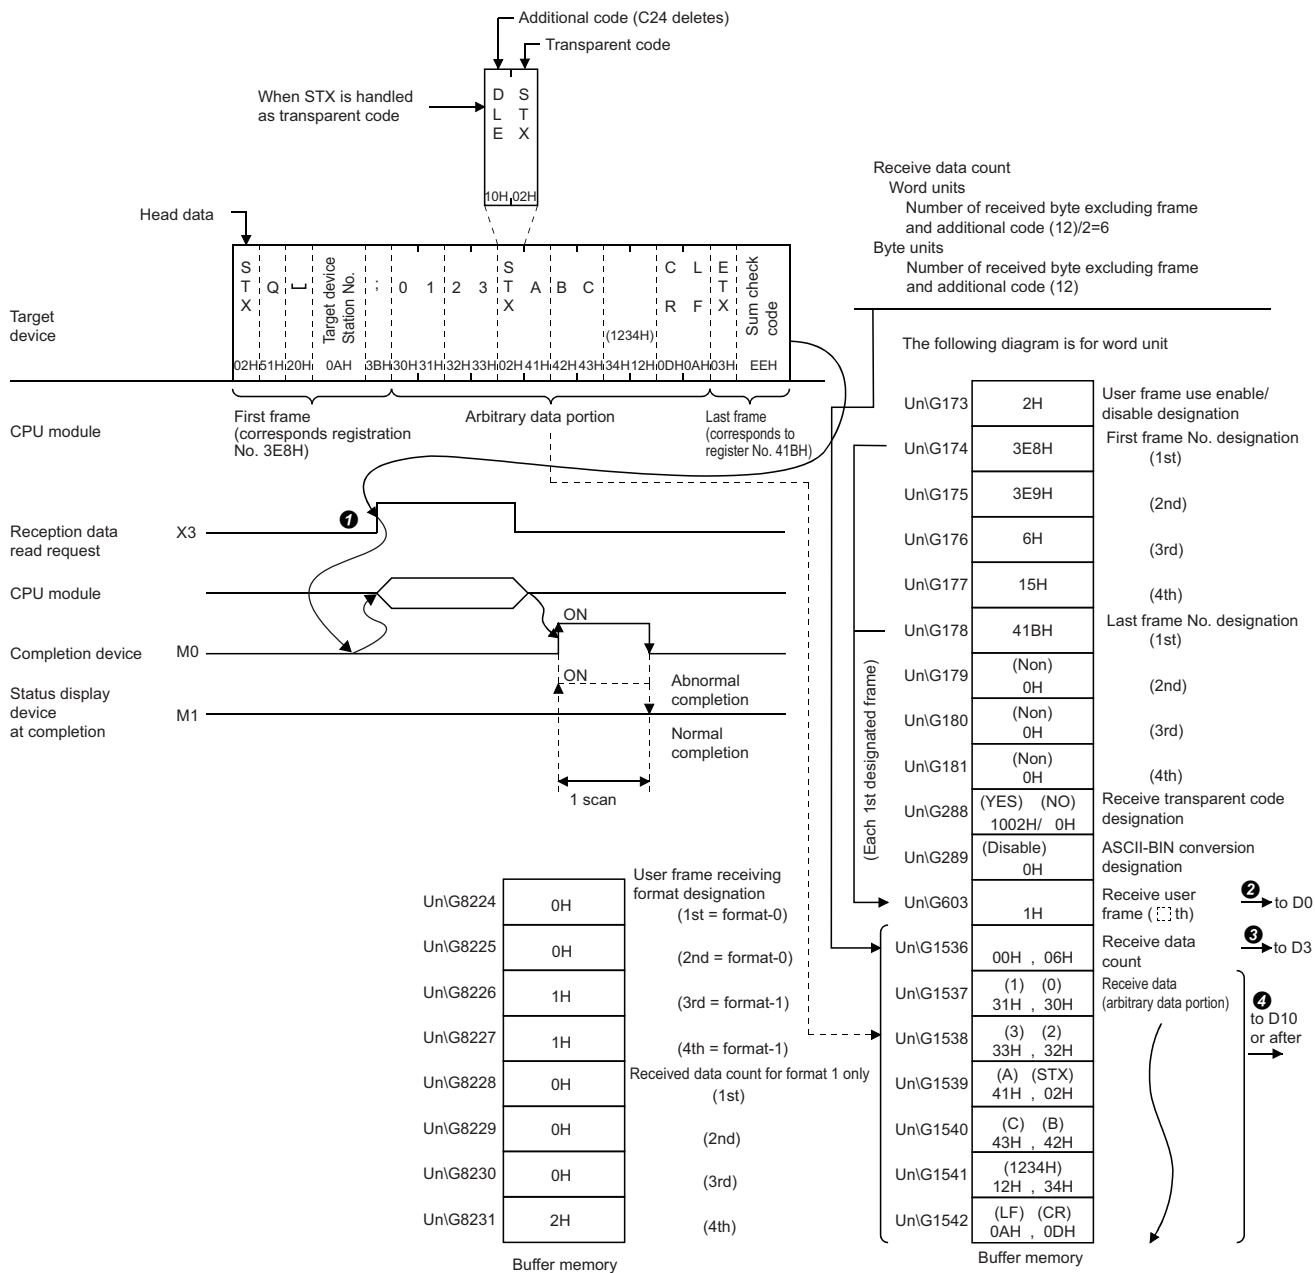 Additional code (C24 deletes)
Transparent code
When STX is handled
as transparent code
DLE STX
10H 02H
Head data
Receive data count
Word units
Number of received byte excluding frame
and additional code (12)/2=6
Byte units
Number of received byte excluding frame
and additional code (12)
Target
device
STX Q Target device Station No. ; 0 1 2 3 STX A B C (1234H) CR LF ETX Sum check code
02H 51H 20H 0AH 3BH 30H 31H 32H 33H 02H 41H 42H 43H 34H 12H 0DH 0AH 03H EEH
The following diagram is for word unit
CPU module
First frame
(corresponds registration
No. 3E8H)
Arbitrary data portion
Last frame
(corresponds to
register No. 41BH)
Reception data
read request
X3
1
CPU module
Completion device
M0
ON
Status display
device
at completion
M1
ON
Abnormal
completion
Normal
completion
1 scan
Un\G173 2H User frame use enable/
disable designation
Un\G174 3E8H First frame No. designation
(1st)
Un\G175 3E9H (2nd)
Un\G176 6H (3rd)
Un\G177 15H (4th)
Un\G178 41BH Last frame No. designation
(1st)
Un\G179 (Non)
0H (2nd)
Un\G180 (Non)
0H (3rd)
Un\G181 (Non)
0H (4th)
Un\G288 (YES) (NO)
1002H/ 0H
Receive transparent code
designation
Un\G289 (Disable)
0H
ASCII-BIN conversion
designation
(Each 1st designated frame)
Un\G603 1H Receive user
frame ( th)
2 to D0
Un\G1536 00H , 06H Receive data
count
3 to D3
Un\G1537 (1) (0)
31H , 30H
Receive data
(arbitrary data portion)
4
to D10
or after
Un\G1538 (3) (2)
33H , 32H
Un\G1539 (A) (STX)
41H , 02H
Un\G1540 (C) (B)
43H , 42H
Un\G1541 (1234H)
12H , 34H
Un\G1542 (LF) (CR)
0AH , 0DH
Buffer memory
User frame receiving
format designation
Un\G8224 0H (1st = format-0)
Un\G8225 0H (2nd = format-0)
Un\G8226 1H (3rd = format-1)
Un\G8227 1H (4th = format-1)
Received data count for format 1 only
Un\G8228 0H (1st)
Un\G8229 0H (2nd)
Un\G8230 0H (3rd)
Un\G8231 2H (4th)
Buffer memory